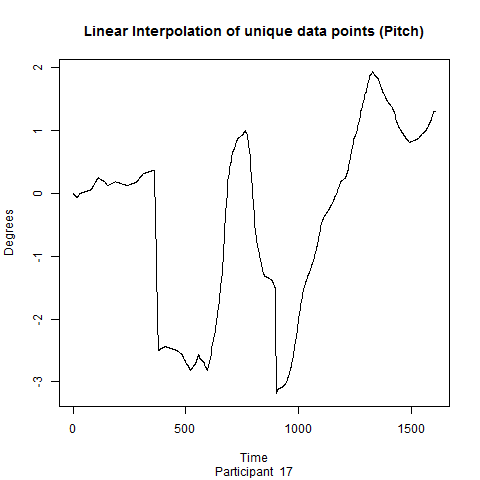 Linear Interpolation of unique data points (Pitch)
2
1
0
-1
-2
-3
Degrees
0 500 1000 1500
Time
Participant 17